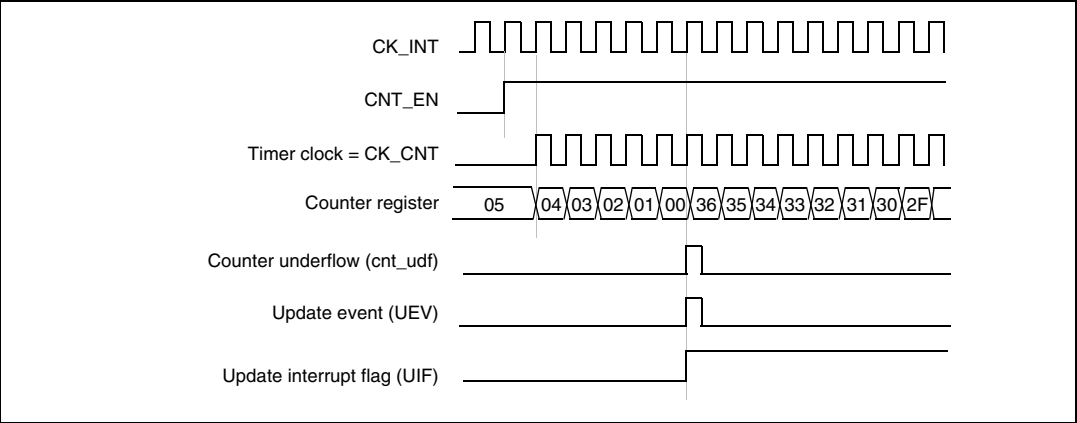 CK_INT
CNT_EN
Timer clock = CK_CNT
Counter register 05 04 03 02 01 00 36 35 34 33 32 31 30 2F
Counter underflow (cnt_udf)
Update event (UEV)
Update interrupt flag (UIF)